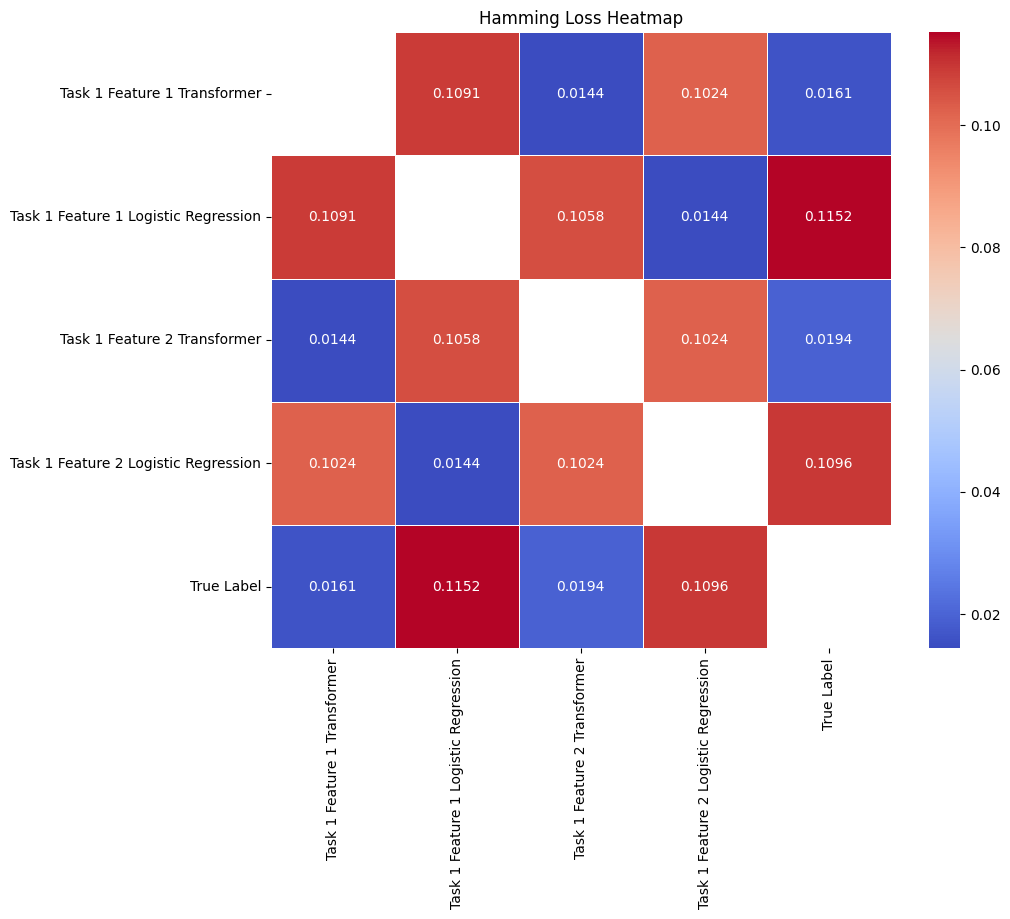 Hamming Loss Heatmap
Task 1 Feature 1 Transformer
0.1091
0.0144
0.1024
0.0161
Task 1 Feature 1 Logistic Regression
0.1091
0.1058
0.0144
0.1152
Task 1 Feature 2 Transformer
0.0144
0.1058
0.1024
0.0194
Task 1 Feature 2 Logistic Regression
0.1024
0.0144
0.1024
0.1096
True Label
0.0161
0.1152
0.0194
0.1096
Task 1 Feature 1 Transformer
Task 1 Feature 1 Logistic Regression
Task 1 Feature 2 Transformer
Task 1 Feature 2 Logistic Regression
True Label
0.10
0.08
0.06
0.04
0.02